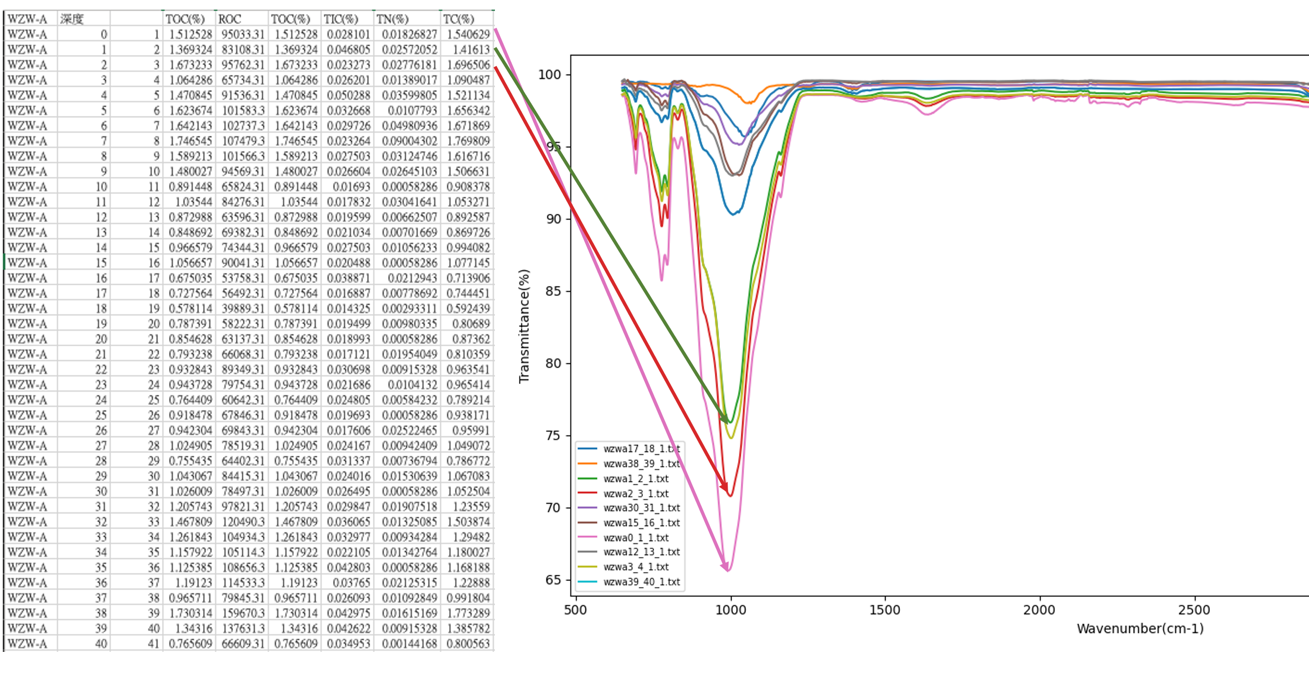 WZW-A 深度 TOC(%) ROC TOC(%) TIC(%) TN(%) TC(%)
WZW-A 0 1 1.512528 95033.31 1.512528 0.028101 0.01826827 1.540629
WZW-A 1 2 1.369324 83108.31 1.369324 0.046805 0.02572052 1.41613
WZW-A 2 3 1.673233 95762.31 1.673233 0.023273 0.02776181 1.696506
WZW-A 3 4 1.064286 65734.31 1.064286 0.026201 0.01389017 1.090487
WZW-A 4 5 1.470845 91536.31 1.470845 0.050288 0.03599805 1.521134
WZW-A 5 6 1.623674 101583.3 1.623674 0.032668 0.0107793 1.656342
WZW-A 6 7 1.642143 102737.3 1.642143 0.029726 0.04980936 1.671869
WZW-A 7 8 1.746545 107479.3 1.746545 0.023264 0.09004302 1.769809
WZW-A 8 9 1.589213 101566.3 1.589213 0.027503 0.03124746 1.616716
WZW-A 9 10 1.480027 94569.31 1.480027 0.026604 0.02645103 1.506631
WZW-A 10 11 0.891448 65824.31 0.891448 0.01693 0.00058286 0.908378
WZW-A 11 12 1.03544 84276.31 1.03544 0.017832 0.03041641 1.053271
WZW-A 12 13 0.872988 63596.31 0.872988 0.019599 0.00662507 0.892587
WZW-A 13 14 0.848692 69382.31 0.848692 0.021034 0.00701669 0.869726
WZW-A 14 15 0.966579 74344.31 0.966579 0.027503 0.01056233 0.994082
WZW-A 15 16 1.056657 90041.31 1.056657 0.020488 0.00058286 1.077145
WZW-A 16 17 0.675035 53758.31 0.675035 0.038871 0.0212943 0.713906
WZW-A 17 18 0.727564 56492.31 0.727564 0.016887 0.00778692 0.744451
WZW-A 18 19 0.578114 39889.31 0.578114 0.014325 0.00293311 0.592439
WZW-A 19 20 0.787391 58222.31 0.787391 0.019499 0.00980335 0.80689
WZW-A 20 21 0.854628 63137.31 0.854628 0.018993 0.00058286 0.87362
WZW-A 21 22 0.793238 66068.31 0.793238 0.017121 0.01954049 0.810359
WZW-A 22 23 0.932843 89349.31 0.932843 0.030698 0.00915328 0.963541
WZW-A 23 24 0.943728 79754.31 0.943728 0.021686 0.0104132 0.965414
WZW-A 24 25 0.764409 60642.31 0.764409 0.024805 0.00584232 0.789214
WZW-A 25 26 0.918478 67846.31 0.918478 0.019693 0.00058286 0.938171
WZW-A 26 27 0.942304 69843.31 0.942304 0.017606 0.02522465 0.95991
WZW-A 27 28 1.024905 78519.31 1.024905 0.024167 0.00942409 1.049072
WZW-A 28 29 0.755435 64402.31 0.755435 0.031337 0.00736794 0.786772
WZW-A 29 30 1.043067 84415.31 1.043067 0.024016 0.01530639 1.067083
WZW-A 30 31 1.026009 78497.31 1.026009 0.026495 0.00058286 1.052504
WZW-A 31 32 1.205743 97821.31 1.205743 0.029847 0.01907518 1.23559
WZW-A 32 33 1.467809 120490.3 1.467809 0.036065 0.01325085 1.503874
WZW-A 33 34 1.261843 104934.3 1.261843 0.032977 0.00934284 1.29482
WZW-A 34 35 1.157922 105114.3 1.157922 0.022105 0.01342764 1.180027
WZW-A 35 36 1.125385 108656.3 1.125385 0.042803 0.00058286 1.168188
WZW-A 36 37 1.19123 114533.3 1.19123 0.03765 0.02125315 1.22888
WZW-A 37 38 0.965711 79845.31 0.965711 0.026093 0.01092849 0.991804
WZW-A 38 39 1.730314 159670.3 1.730314 0.042975 0.01615169 1.773289
WZW-A 39 40 1.34316 137631.3 1.34316 0.042622 0.00915328 1.385782
WZW-A 40 41 0.765609 66609.31 0.765609 0.034953 0.00144168 0.800563
Transmittance(%)
100
95
90
85
80
75
70
65
wzwa17_18_1.txt
wzwa38_39_1.txt
wzwa1_2_1.txt
wzwa2_3_1.txt
wzwa30_31_1.txt
wzwa15_16_1.txt
wzwa0_1_1.txt
wzwa12_13_1.txt
wzwa3_4_1.txt
wzwa39_40_1.txt
500 1000 1500 2000 2500
Wavenumber(cm-1)